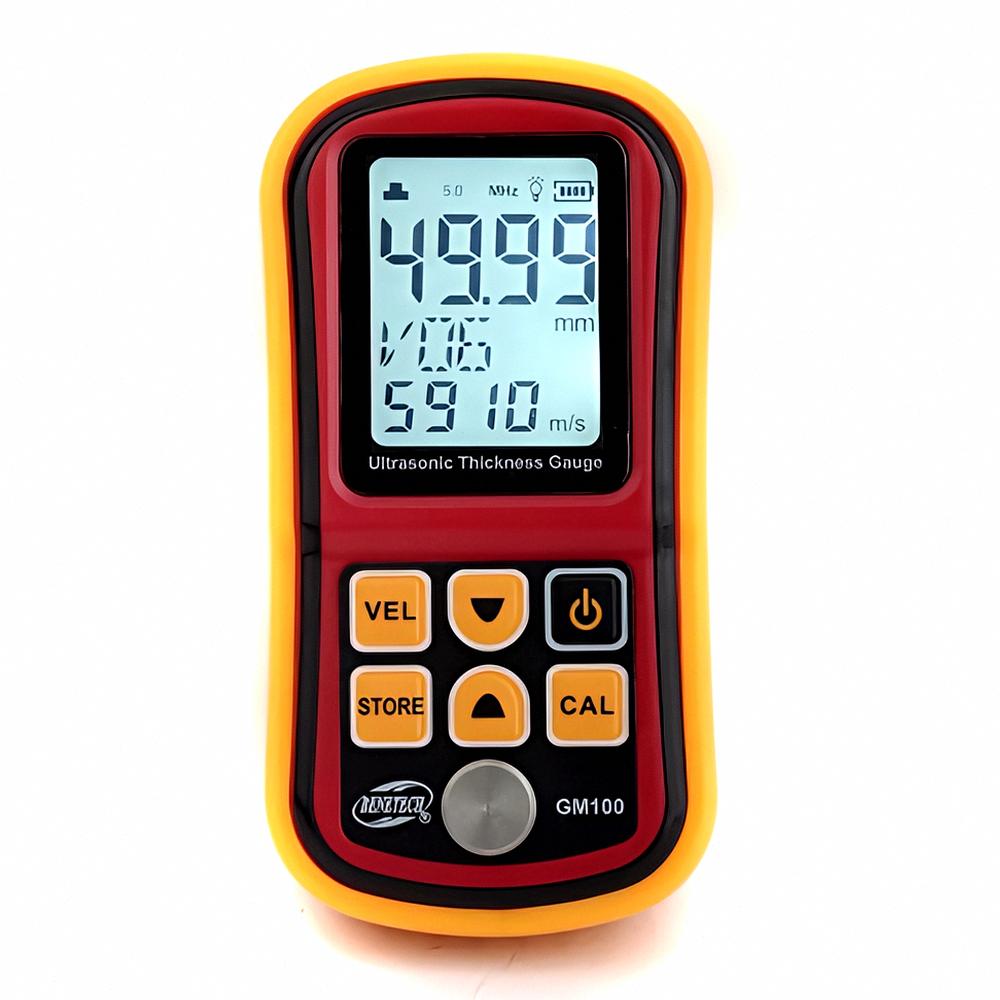 5.0 MHz
49.99
mm
V06
5910 m/s
Ultrasonic Thickness Gauge
VEL
STORE CAL
GM100